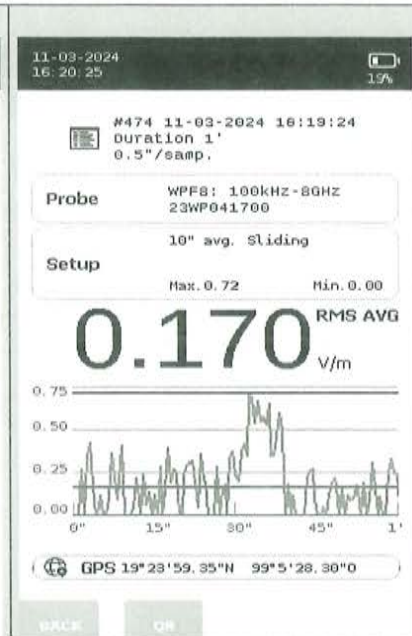 11-03-2024
16:20:25
19%
#474 11-03-2024 16:19:24
Duration 1'
0.5"/samp.
Probe
WPF8: 100kHz-8GHz
23WP041700
Setup
10" avg. Sliding
Max.0.72 Min.0.00
0.170 RMS AVG
V/m
0.75
0.50
0.25
0.00
0" 15" 30" 45" 1'
GPS 19°23'59.35"N 99°5'28.30"O
BACK QR